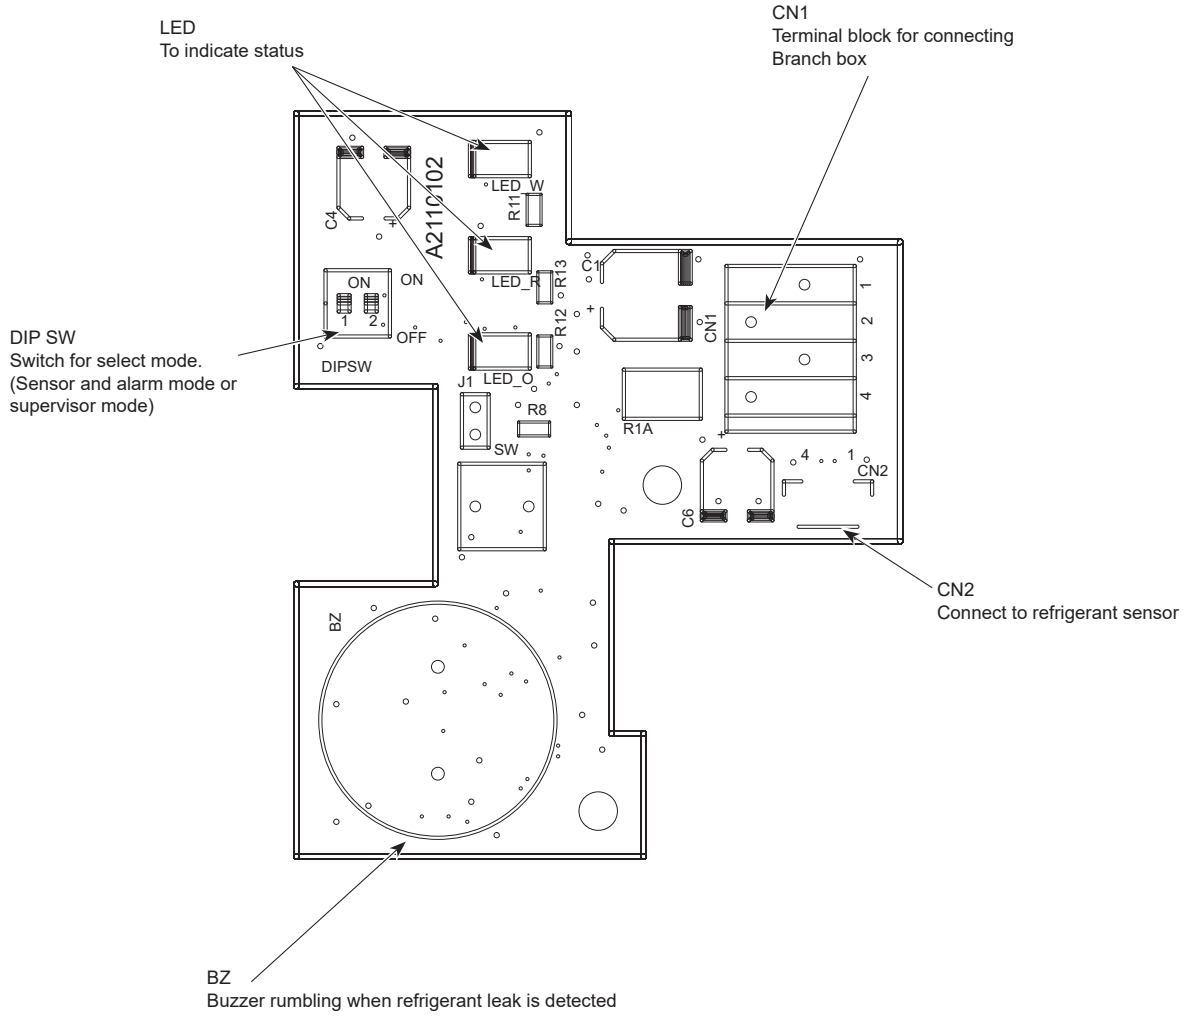 LED
To indicate status
CN1
Terminal block for connecting
Branch box
LED_W
R11
A2110102
C4
+
LED_R
R13
C1
+
R12
ON
ON
1 2
OFF
DIPSW
LED_O
CN1
1
2
3
4
DIP SW
Switch for select mode.
(Sensor and alarm mode or
supervisor mode)
J1
R8
SW
R1A
+
C6
4 1
CN2
CN2
Connect to refrigerant sensor
BZ
BZ
Buzzer rumbling when refrigerant leak is detected